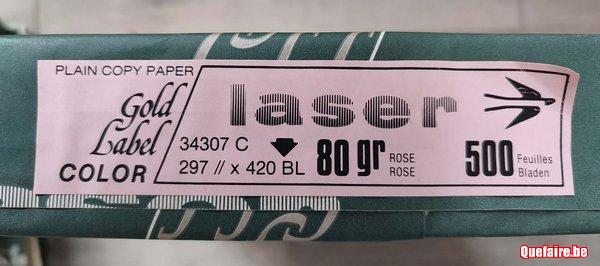 PLAIN COPY PAPER
Gold
Label
COLOR
laser
34307 C
297 // x 420 BL
80 gr
ROSE
ROSE
500
Feuilles
Bladen
Quefaire.be